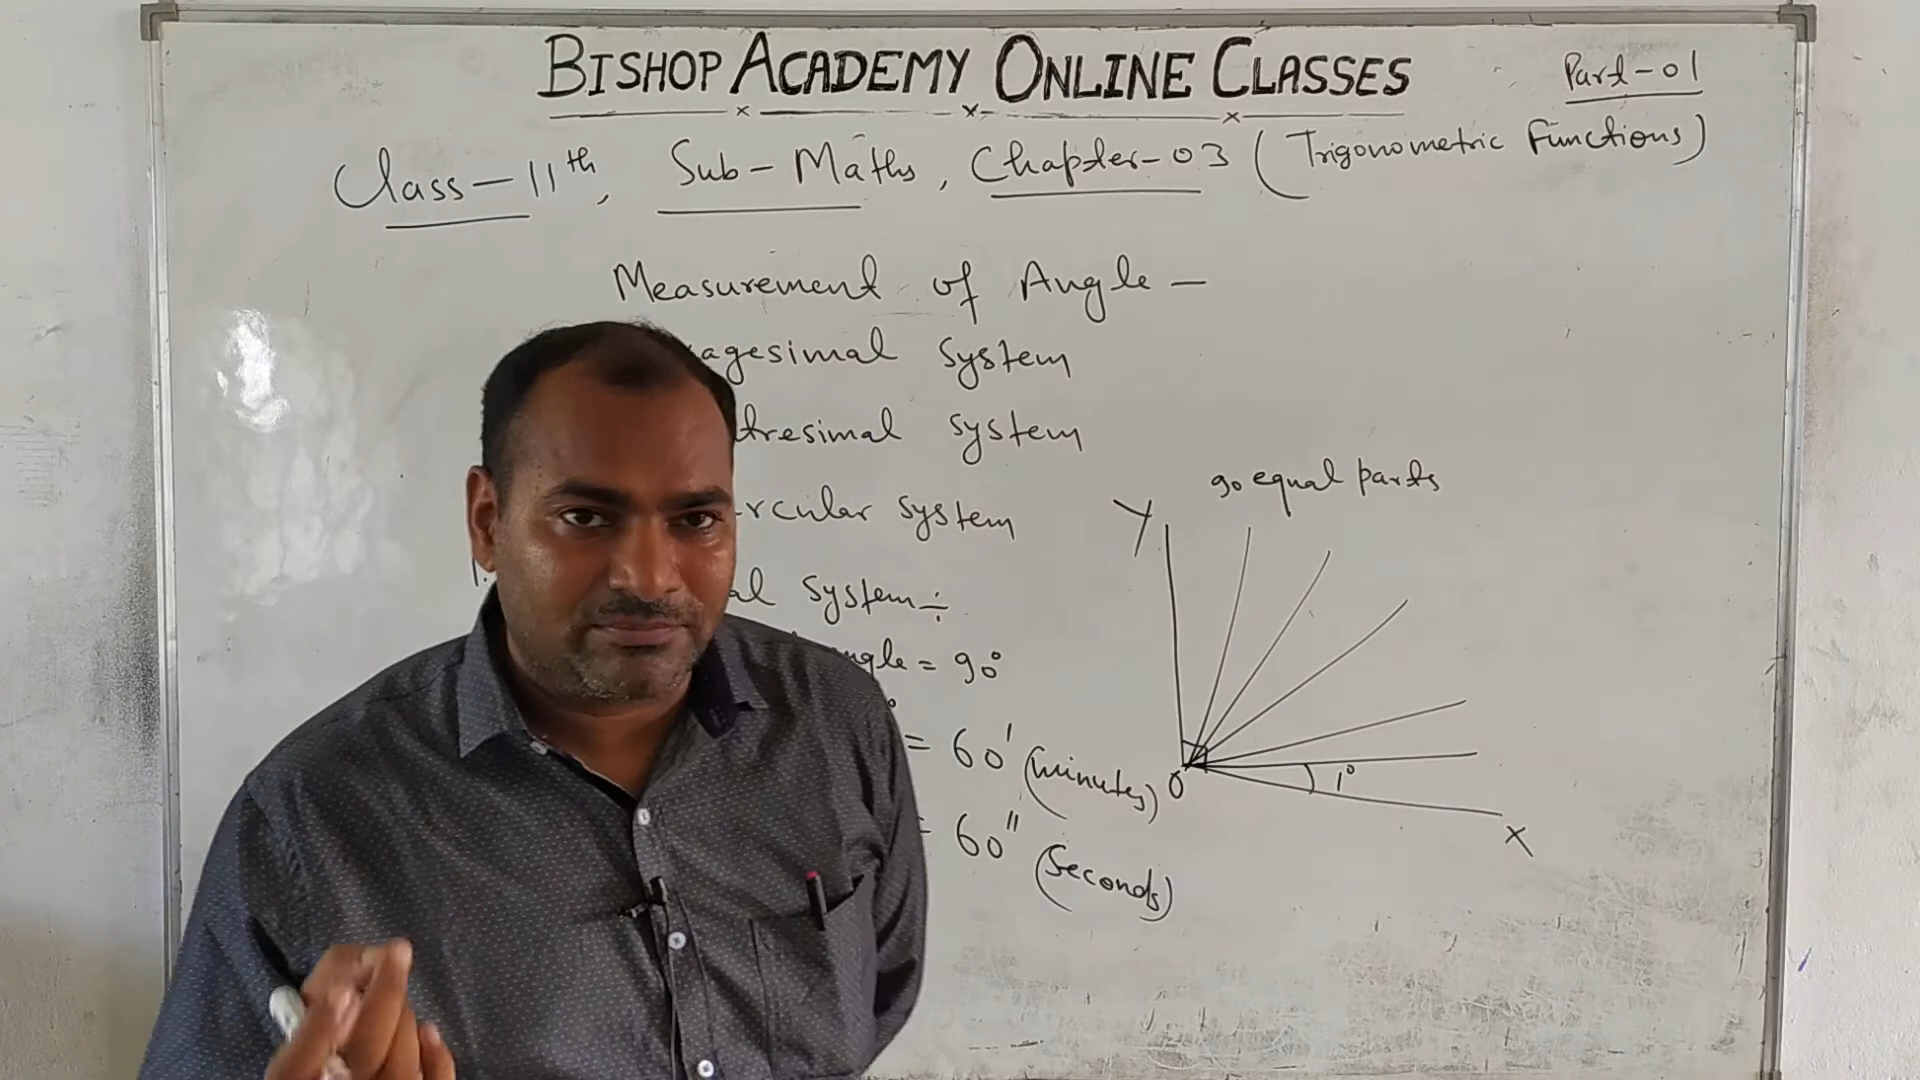 BISHOP ACADEMY ONLINE CLASSES
Part-01
Class-11th, Sub-Maths, Chapter-03 (Trigonometric Functions)
Measurement of Angle-
agesimal system
tresimal system
rcular system
1.
al system÷
ngle = 90°
= 60' (minutes)
= 60" (Seconds)
90 equal parts
Y
O
1°
X